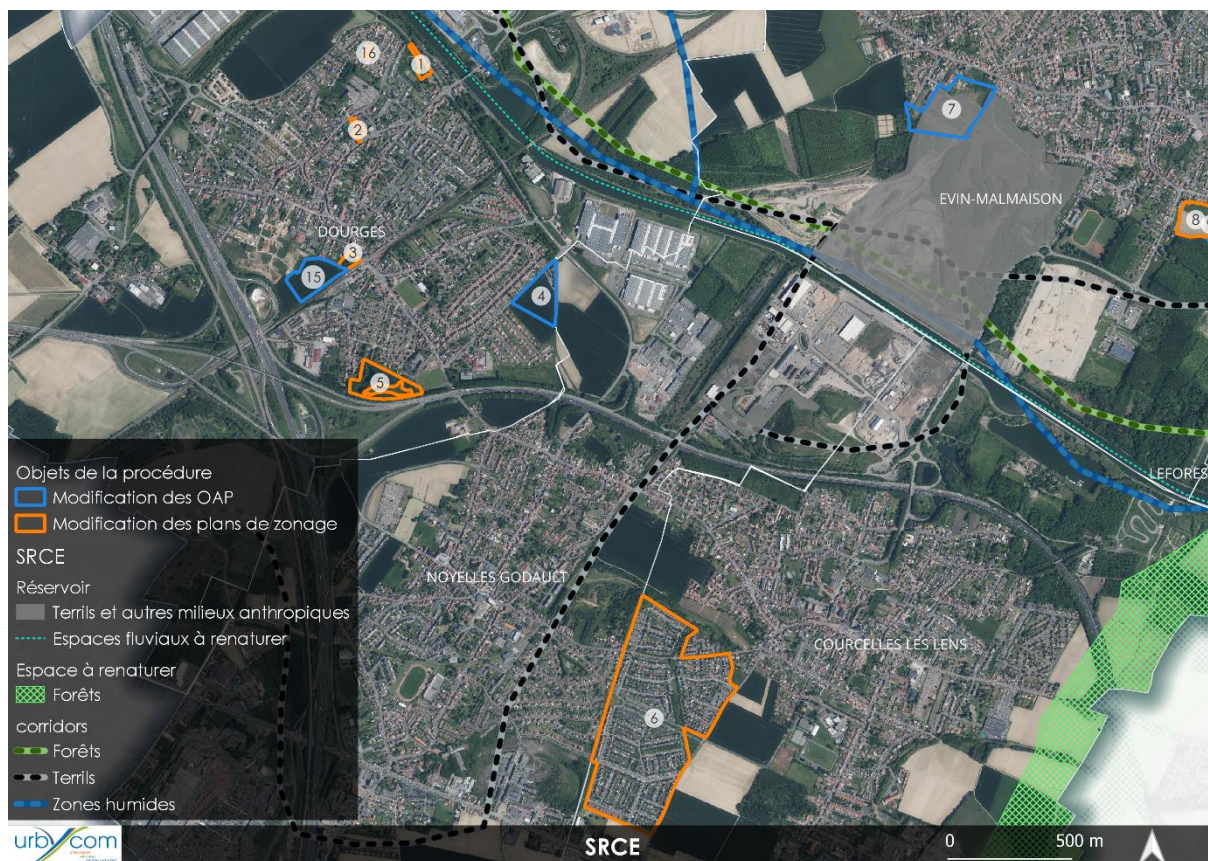 16
1
2
7
EVIN-MALMAISON
8
DOURGES
3
15
4
5
LEFORES
NOYELLES GODAULT
COURCELLES LES LENS
6
Objets de la procédure
Modification des OAP
Modification des plans de zonage
SRCE
Réservoir
Terrils et autres milieux anthropiques
Espaces fluviaux à renaturer
Espace à renaturer
Forêts
corridors
Forêts
Terrils
Zones humides
urbycom
SRCE
0 500 m